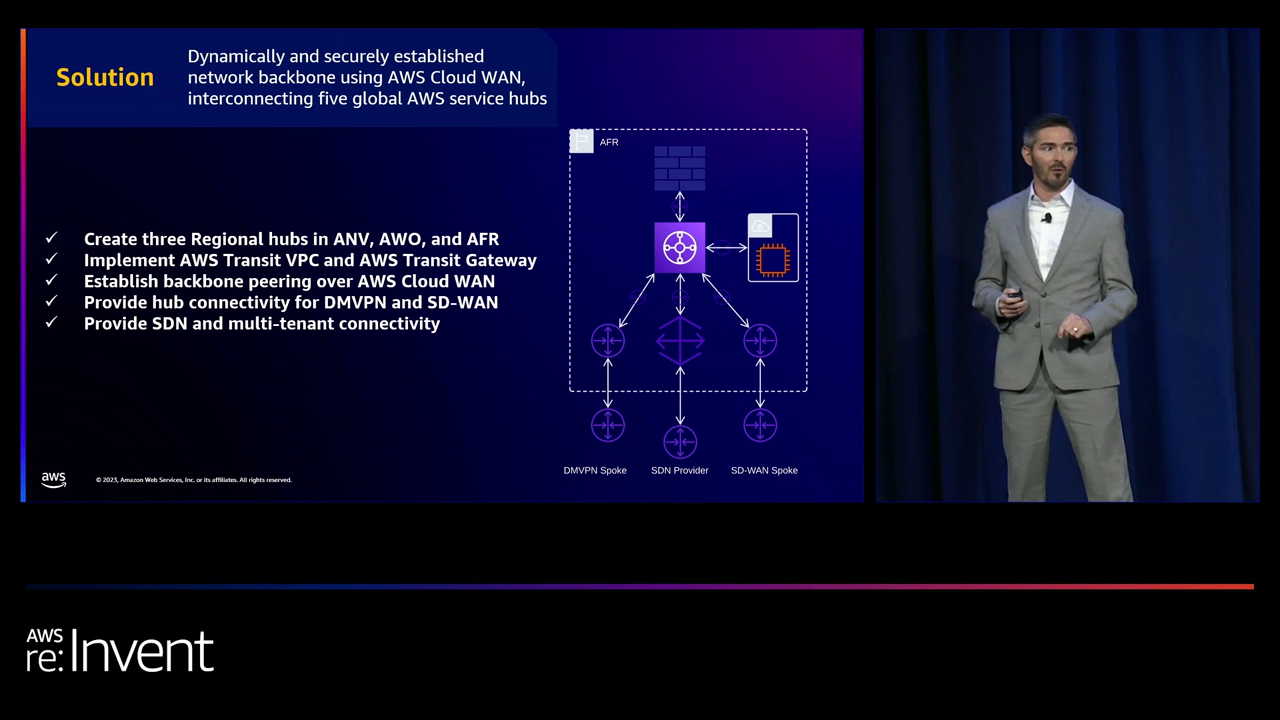 Solution
Dynamically and securely established
network backbone using AWS Cloud WAN,
interconnecting five global AWS service hubs
✓ Create three Regional hubs in ANV, AWO, and AFR
✓ Implement AWS Transit VPC and AWS Transit Gateway
✓ Establish backbone peering over AWS Cloud WAN
✓ Provide hub connectivity for DMVPN and SD-WAN
✓ Provide SDN and multi-tenant connectivity
AFR
DMVPN Spoke
SDN Provider
SD-WAN Spoke
aws
© 2023, Amazon Web Services, Inc. or its affiliates. All rights reserved.
AWS
re:Invent